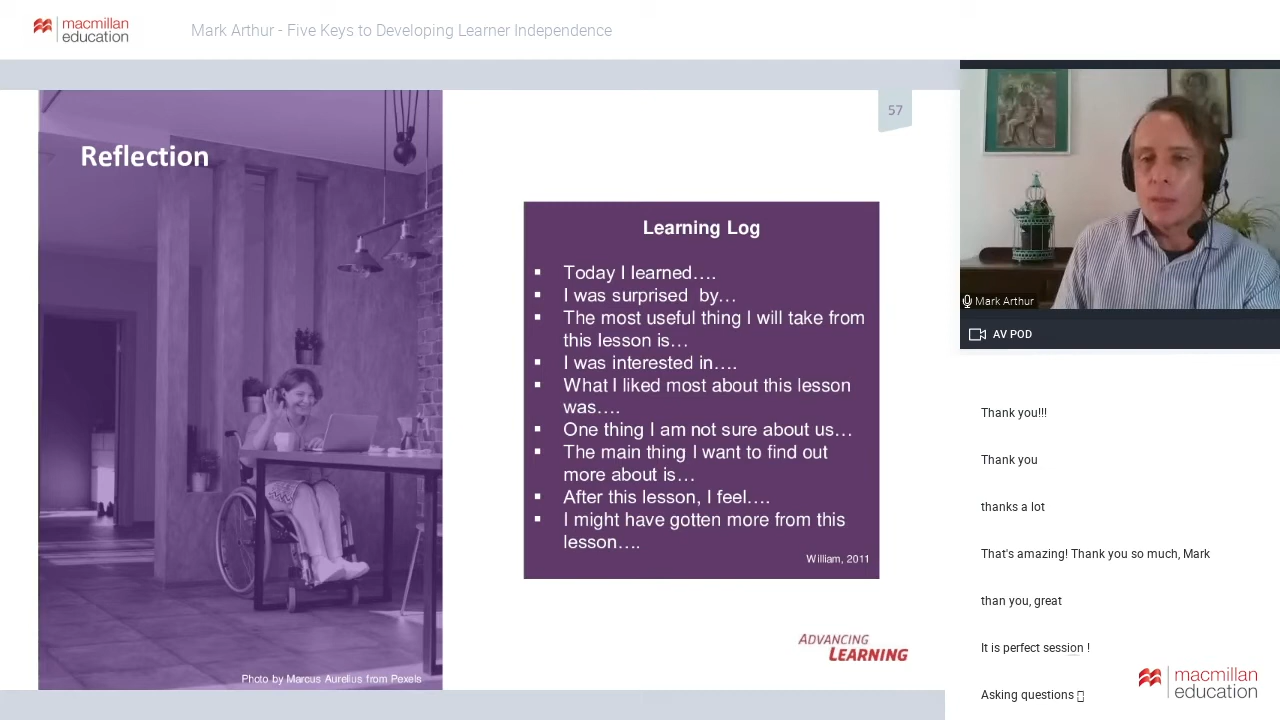 macmillan
education
Mark Arthur - Five Keys to Developing Learner Independence
57
Reflection
Learning Log
▪ Today I learned….
▪ I was surprised  by…
▪ The most useful thing I will take from
this lesson is…
▪ I was interested in….
▪ What I liked most about this lesson
was….
▪ One thing I am not sure about us…
▪ The main thing I want to find out
more about is…
▪ After this lesson, I feel….
▪ I might have gotten more from this
lesson….
William, 2011
ADVANCING
LEARNING
Photo by Marcus Aurelius from Pexels
Mark Arthur
AV POD
Thank you!!!
Thank you
thanks a lot
That's amazing! Thank you so much, Mark
than you, great
It is perfect session !
Asking questions
macmillan
education